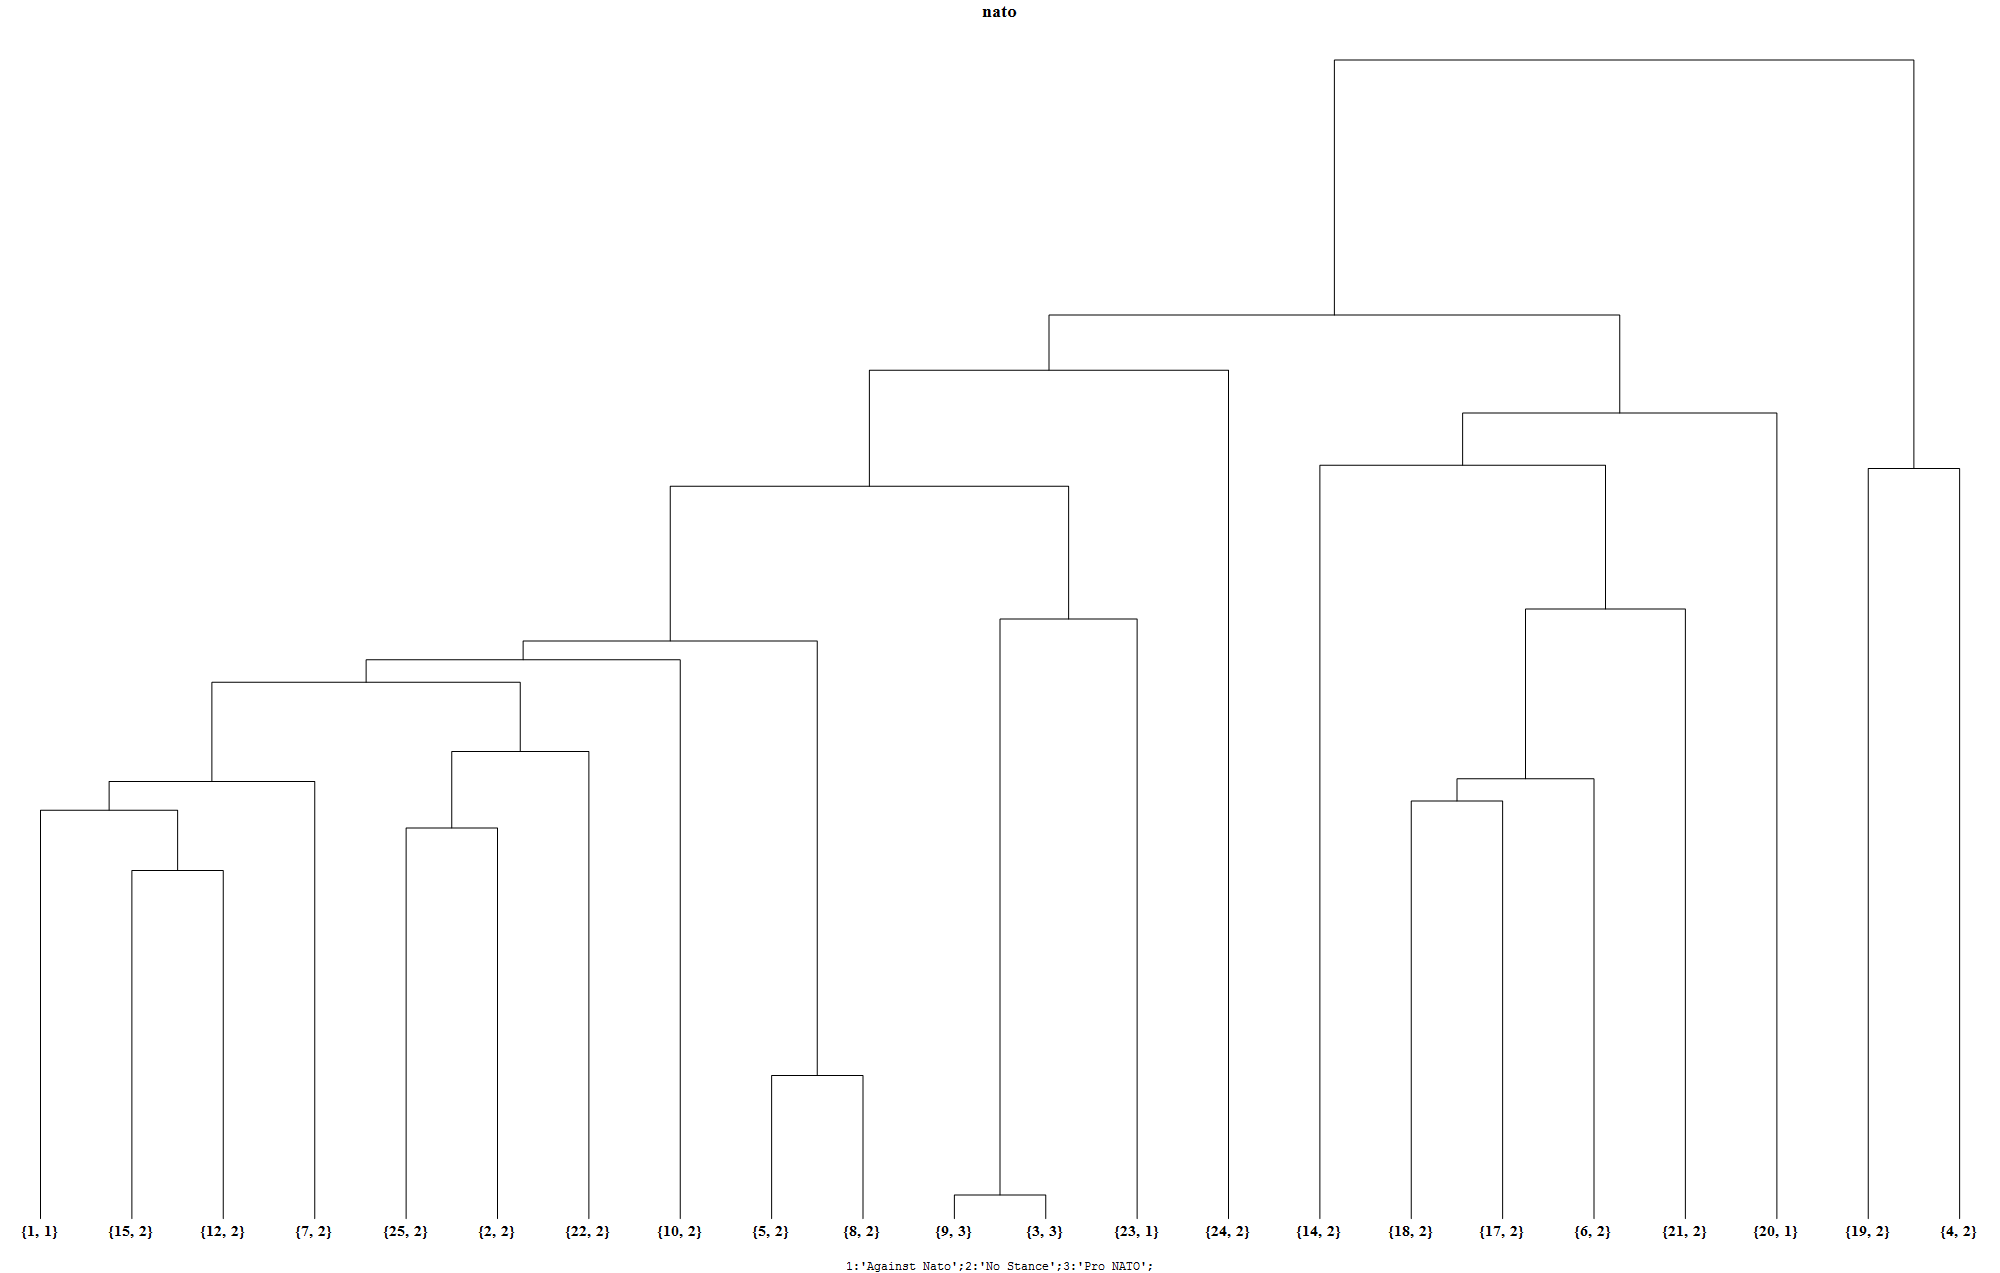 nato
{1, 1} {15, 2} {12, 2} {7, 2} {25, 2} {2, 2} {22, 2} {10, 2} {5, 2} {8, 2} {9, 3} {3, 3} {23, 1} {24, 2} {14, 2} {18, 2} {17, 2} {6, 2} {21, 2} {20, 1} {19, 2} {4, 2}
1:'Against Nato';2:'No Stance';3:'Pro NATO';